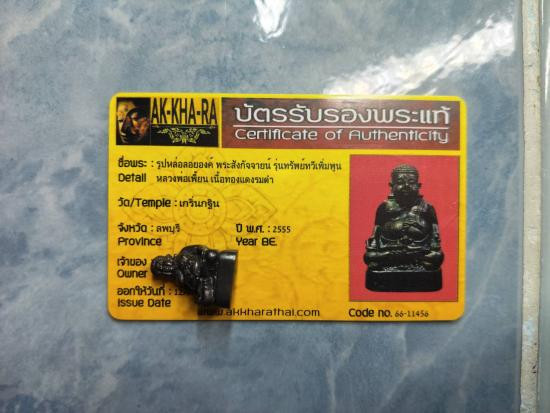 AK-KHA-RA
บัตรรับรองพระแท้
Certificate of Authenticity
ชื่อพระ : รูปหล่อลอยองค์ พระสังกัจจายน์ รุ่นทรัพย์ทวีเพิ่มพูน
Detail หลวงพ่อเพี้ยน เนื้อทองแดงรมดำ
วัด/Temple : เกริ่นกฐิน
จังหวัด : ลพบุรี ปี พ.ศ. : 2555
Province Year BE.
เจ้าของ
Owner
ออกให้วันที่ :
Issue Date
www.akkharathai.com Code no. 66-11456